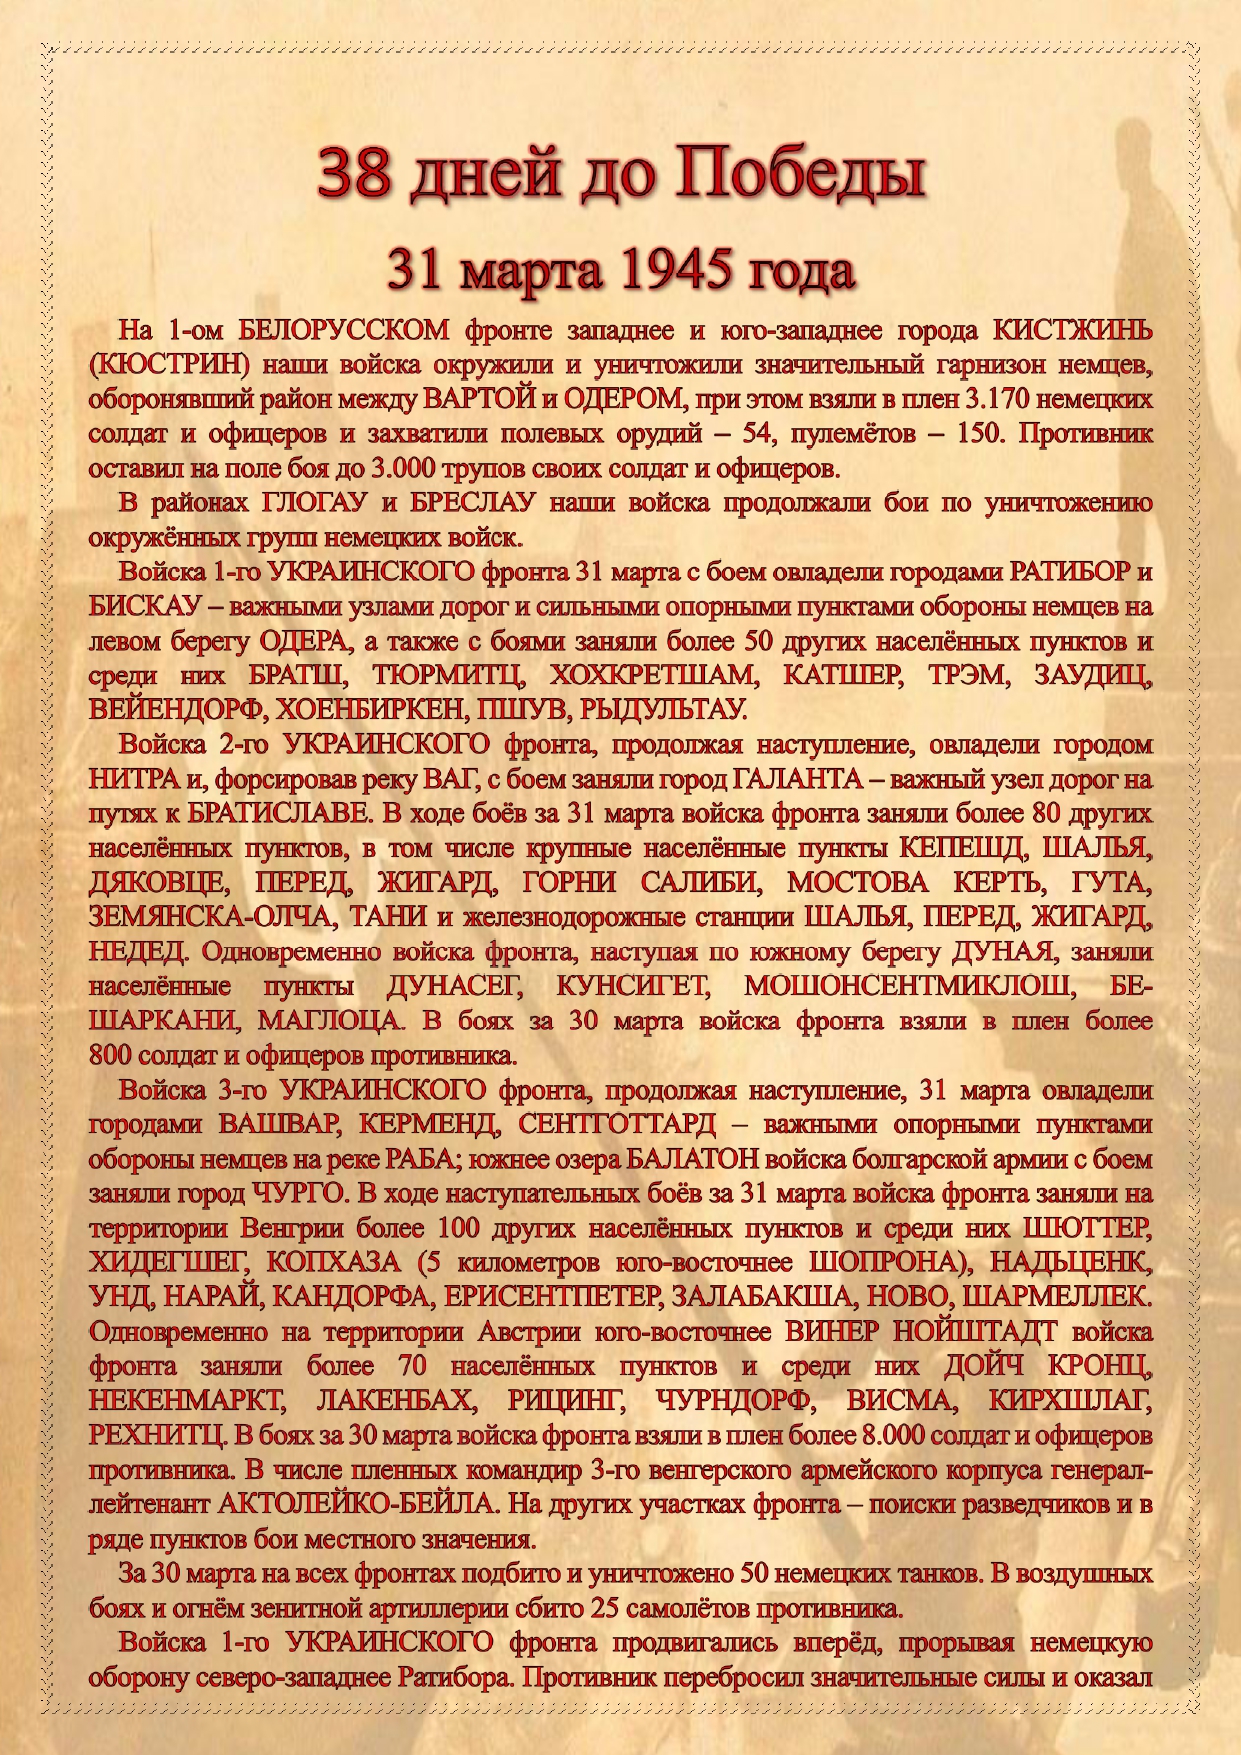 38 дней до Победы
31 марта 1945 года
На 1-ом БЕЛОРУССКОМ фронте западнее и юго-западнее города КИСТЖИНЬ
(КЮСТРИН) наши войска окружили и уничтожили значительный гарнизон немцев,
оборонявший район между ВАРТОЙ и ОДЕРОМ, при этом взяли в плен 3.170 немецких
солдат и офицеров и захватили полевых орудий – 54, пулемётов – 150. Противник
оставил на поле боя до 3.000 трупов своих солдат и офицеров.
В районах ГЛОГАУ и БРЕСЛАУ наши войска продолжали бои по уничтожению
окружённых групп немецких войск.
Войска 1-го УКРАИНСКОГО фронта 31 марта с боем овладели городами РАТИБОР и
БИСКАУ – важными узлами дорог и сильными опорными пунктами обороны немцев на
левом берегу ОДЕРА, а также с боями заняли более 50 других населённых пунктов и
среди них БРАТШ, ТЮРМИТЦ, ХОХКРЕТШАМ, КАТШЕР, ТРЭМ, ЗАУДИЦ,
ВЕЙЕНДОРФ, ХОЕНБИРКЕН, ПШУВ, РЫДУЛЬТАУ.
Войска 2-го УКРАИНСКОГО фронта, продолжая наступление, овладели городом
НИТРА и, форсировав реку ВАГ, с боем заняли город ГАЛАНТА – важный узел дорог на
путях к БРАТИСЛАВЕ. В ходе боёв за 31 марта войска фронта заняли более 80 других
населённых пунктов, в том числе крупные населённые пункты КЕПЕШД, ШАЛЬЯ,
ДЯКОВЦЕ, ПЕРЕД, ЖИГАРД, ГОРНИ САЛИБИ, МОСТОВА КЕРТЬ, ГУТА,
ЗЕМЯНСКА-ОЛЧА, ТАНИ и железнодорожные станции ШАЛЬЯ, ПЕРЕД, ЖИГАРД,
НЕДЕД. Одновременно войска фронта, наступая по южному берегу ДУНАЯ, заняли
населённые пункты ДУНАСЕГ, КУНСИГЕТ, МОШОНСЕНТМИКЛОШ, БЕ-
ШАРКАНИ, МАГЛОЦА. В боях за 30 марта войска фронта взяли в плен более
800 солдат и офицеров противника.
Войска 3-го УКРАИНСКОГО фронта, продолжая наступление, 31 марта овладели
городами ВАШВАР, КЕРМЕНД, СЕНТГОТТАРД – важными опорными пунктами
обороны немцев на реке РАБА; южнее озера БАЛАТОН войска болгарской армии с боем
заняли город ЧУРГО. В ходе наступательных боёв за 31 марта войска фронта заняли на
территории Венгрии более 100 других населённых пунктов и среди них ШЮТТЕР,
ХИДЕГШЕГ, КОПХАЗА (5 километров юго-восточнее ШОПРОНА), НАДЬЦЕНК,
УНД, НАРАЙ, КАНДОРФА, ЕРИСЕНТПЕТЕР, ЗАЛАБАКША, НОВО, ШАРМЕЛЛЕК.
Одновременно на территории Австрии юго-восточнее ВИНЕР НОЙШТАДТ войска
фронта заняли более 70 населённых пунктов и среди них ДОЙЧ КРОНЦ,
НЕКЕНМАРКТ, ЛАКЕНБАХ, РИЦИНГ, ЧУРНДОРФ, ВИСМА, КИРХШЛАГ,
РЕХНИТЦ. В боях за 30 марта войска фронта взяли в плен более 8.000 солдат и офицеров
противника. В числе пленных командир 3-го венгерского армейского корпуса генерал-
лейтенант АКТОЛЕЙКО-БЕЙЛА. На других участках фронта – поиски разведчиков и в
ряде пунктов бои местного значения.
За 30 марта на всех фронтах подбито и уничтожено 50 немецких танков. В воздушных
боях и огнём зенитной артиллерии сбито 25 самолётов противника.
Войска 1-го УКРАИНСКОГО фронта продвигались вперёд, прорывая немецкую
оборону северо-западнее Ратибора. Противник перебросил значительные силы и оказал